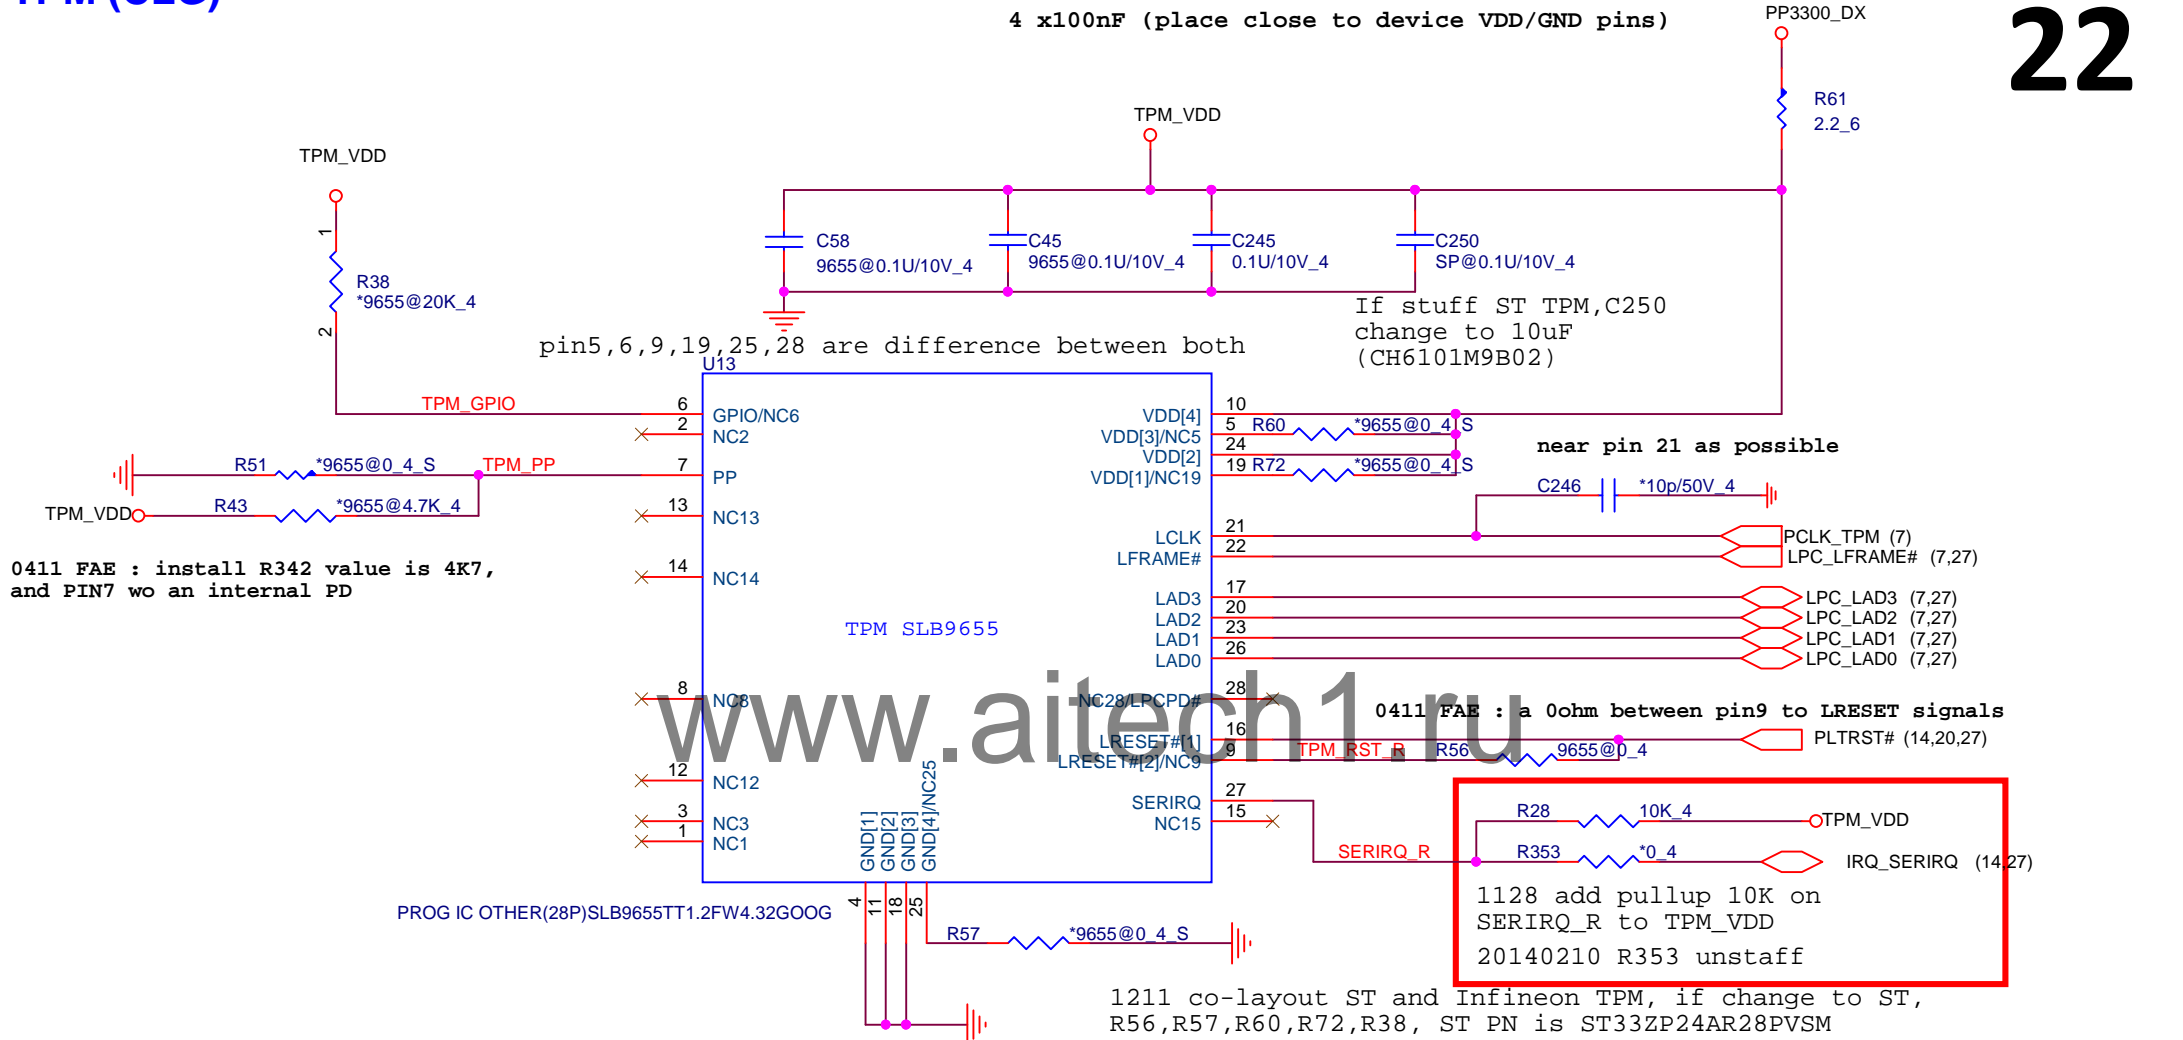 4 x100nF (place close to device VDD/GND pins)
PP3300_DX
22
R61
2.2_6
TPM_VDD
TPM_VDD
1
R38
*9655@20K_4
2
C58
9655@0.1U/10V_4
C45
9655@0.1U/10V_4
C245
0.1U/10V_4
C250
SP@0.1U/10V_4
If stuff ST TPM,C250
change to 10uF
(CH6101M9B02)
pin5,6,9,19,25,28 are difference between both
U13
TPM_GPIO
6
GPIO/NC6
2
NC2
R51
*9655@0_4_S
TPM_PP
7
PP
TPM_VDD
R43
*9655@4.7K_4
13
NC13
0411 FAE : install R342 value is 4K7,
and PIN7 wo an internal PD
14
NC14
TPM SLB9655
8
NC8
12
NC12
3
NC3
1
NC1
VDD[4]
10
VDD[3]/NC5
5
R60
*9655@0_4_S
VDD[2]
24
VDD[1]/NC19
19
R72
*9655@0_4_S
near pin 21 as possible
C246
*10p/50V_4
LCLK
21
PCLK_TPM (7)
LFRAME#
22
LPC_LFRAME# (7,27)
LAD3
17
LPC_LAD3 (7,27)
LAD2
20
LPC_LAD2 (7,27)
LAD1
23
LPC_LAD1 (7,27)
LAD0
26
LPC_LAD0 (7,27)
www.aitech1.ru
NC28/LPCPD#
28
0411 FAE : a 0ohm between pin9 to LRESET signals
LRESET#[1]
16
PLTRST# (14,20,27)
LRESET#[2]/NC9
9
TPM_RST_R
R56
9655@0_4
SERIRQ
27
NC15
15
SERIRQ_R
R28
10K_4
TPM_VDD
R353
*0_4
IRQ_SERIRQ (14,27)
1128 add pullup 10K on
SERIRQ_R to TPM_VDD
20140210 R353 unstaff
GND[1]
GND[2]
GND[3]
GND[4]/NC25
4
11
18
25
PROG IC OTHER(28P)SLB9655TT1.2FW4.32GOOG
R57
*9655@0_4_S
1211 co-layout ST and Infineon TPM, if change to ST,
R56,R57,R60,R72,R38, ST PN is ST33ZP24AR28PVSM